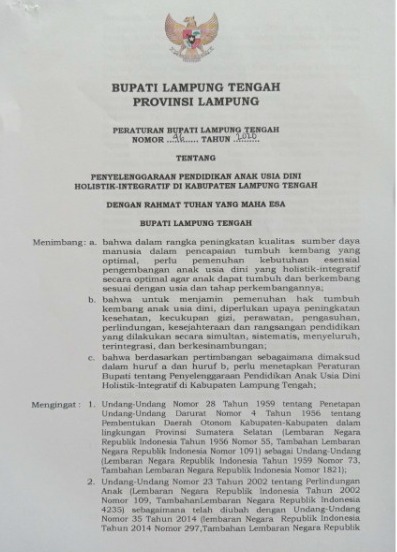 BUPATI LAMPUNG TENGAH
PROVINSI LAMPUNG
PERATURAN BUPATI LAMPUNG TENGAH
NOMOR ...96...... TAHUN ..2020..
TENTANG
PENYELENGGARAAN PENDIDIKAN ANAK USIA DINI
HOLISTIK-INTEGRATIF DI KABUPATEN LAMPUNG TENGAH
DENGAN RAHMAT TUHAN YANG MAHA ESA
BUPATI LAMPUNG TENGAH
Menimbang: a. bahwa dalam rangka peningkatan kualitas sumber daya
manusia dalam pencapaian tumbuh kembang yang
optimal, perlu pemenuhan kebutuhan esensial
pengembangan anak usia dini yang holistik-integratif
secara optimal agar anak dapat tumbuh dan berkembang
sesuai dengan usia dan tahap perkembangannya;
b. bahwa untuk menjamin pemenuhan hak tumbuh
kembang anak usia dini, diperlukan upaya peningkatan
kesehatan, kecukupan gizi, perawatan, pengasuhan,
perlindungan, kesejahteraan dan rangsangan pendidikan
yang dilakukan secara simultan, sistematis, menyeluruh,
terintegrasi, dan berkesinambungan;
c. bahwa berdasarkan pertimbangan sebagaimana dimaksud
dalam huruf a dan huruf b, perlu menetapkan Peraturan
Bupati tentang Penyelenggaraan Pendidikan Anak Usia Dini
Holistik-Integratif di Kabupaten Lampung Tengah;
Mengingat : 1. Undang-Undang Nomor 28 Tahun 1959 tentang Penetapan
Undang-Undang Darurat Nomor 4 Tahun 1956 tentang
Pembentukan Daerah Otonom Kabupaten-Kabupaten dalam
lingkungan Provinsi Sumatera Selatan (Lembaran Negara
Republik Indonesia Tahun 1956 Nomor 55, Tambahan Lembaran
Negara Republik Indonesia Nomor 1091) sebagai Undang-Undang
(Lembaran Negara Republik Indonesia Tahun 1959 Nomor 73,
Tambahan Lembaran Negara Republik Indonesia Nomor 1821);
2. Undang-Undang Nomor 23 Tahun 2002 tentang Perlindungan
Anak (Lembaran Negara Republik Indonesia Tahun 2002
Nomor 109, TambahanLembaran Negara Republik Indonesia
4235) sebagaimana telah diubah dengan Undang-Undang
Nomor 35 Tahun 2014 (lembaran Negara Republik Indonesia
Tahun 2014 Nomor 297,Tambahan Lembaran Negara Republik